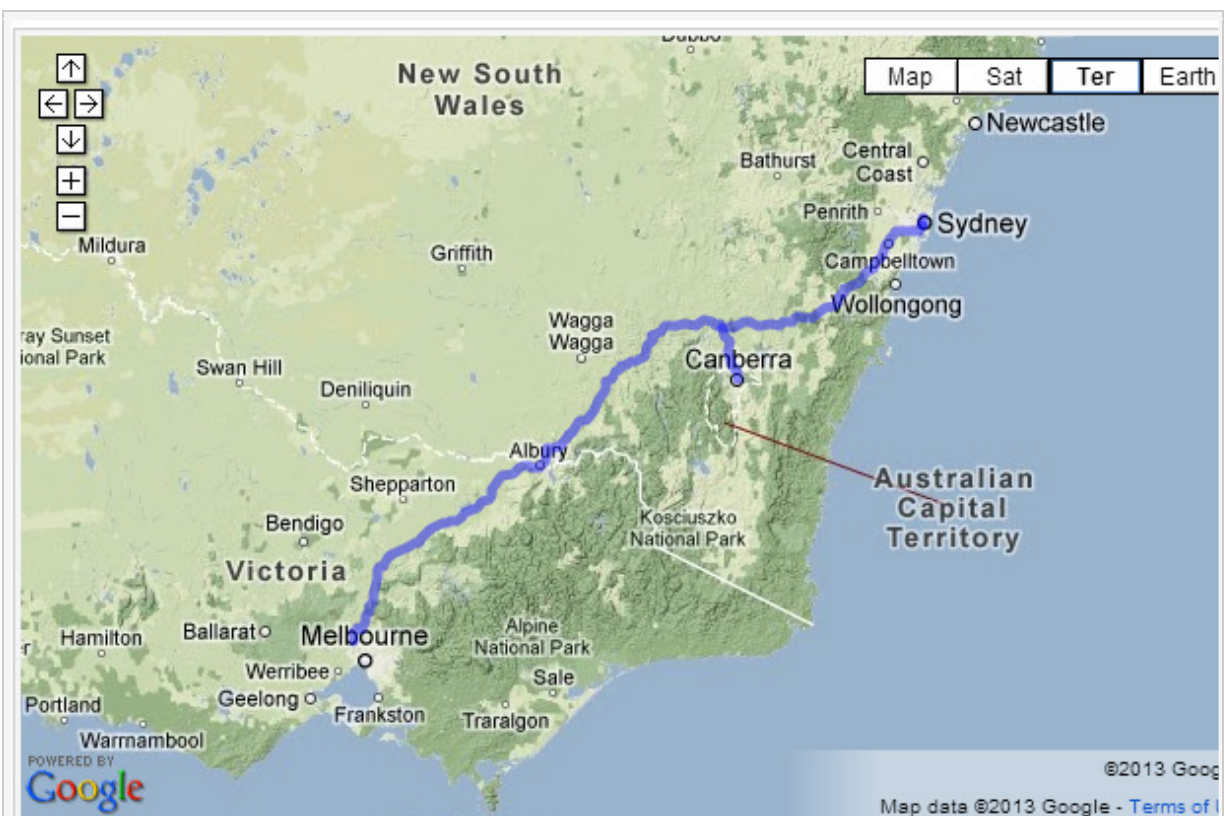 Dubbo
New South
Wales
Map
Sat
Ter
Earth
Newcastle
Bathurst
Central
Coast
Penrith
Sydney
Mildura
Griffith
Campbelltown
Wollongong
Wagga
Wagga
ray Sunset
ional Park
Canberra
Swan Hill
Deniliquin
Albury
Shepparton
Australian
Capital
Territory
Bendigo
Kosciuszko
National Park
Victoria
Hamilton
Ballarat
Melbourne
Alpine
National Park
Werribee
Sale
Geelong
Portland
Frankston
Traralgon
Warrnambool
POWERED BY
Google
©2013 Goog
Map data ©2013 Google - Terms of